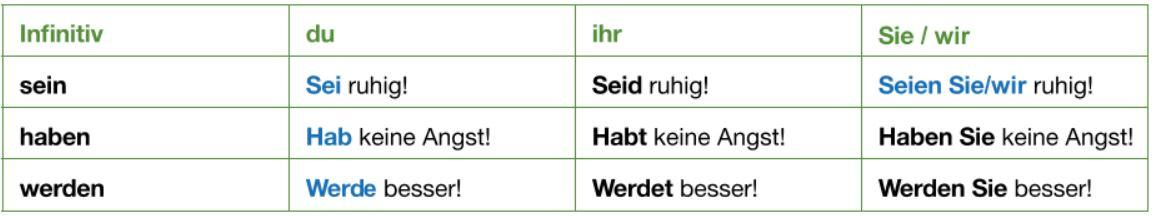 Infinitiv du ihr Sie / wir
sein Sei ruhig! Seid ruhig! Seien Sie/wir ruhig!
haben Hab keine Angst! Habt keine Angst! Haben Sie keine Angst!
werden Werde besser! Werdet besser! Werden Sie besser!